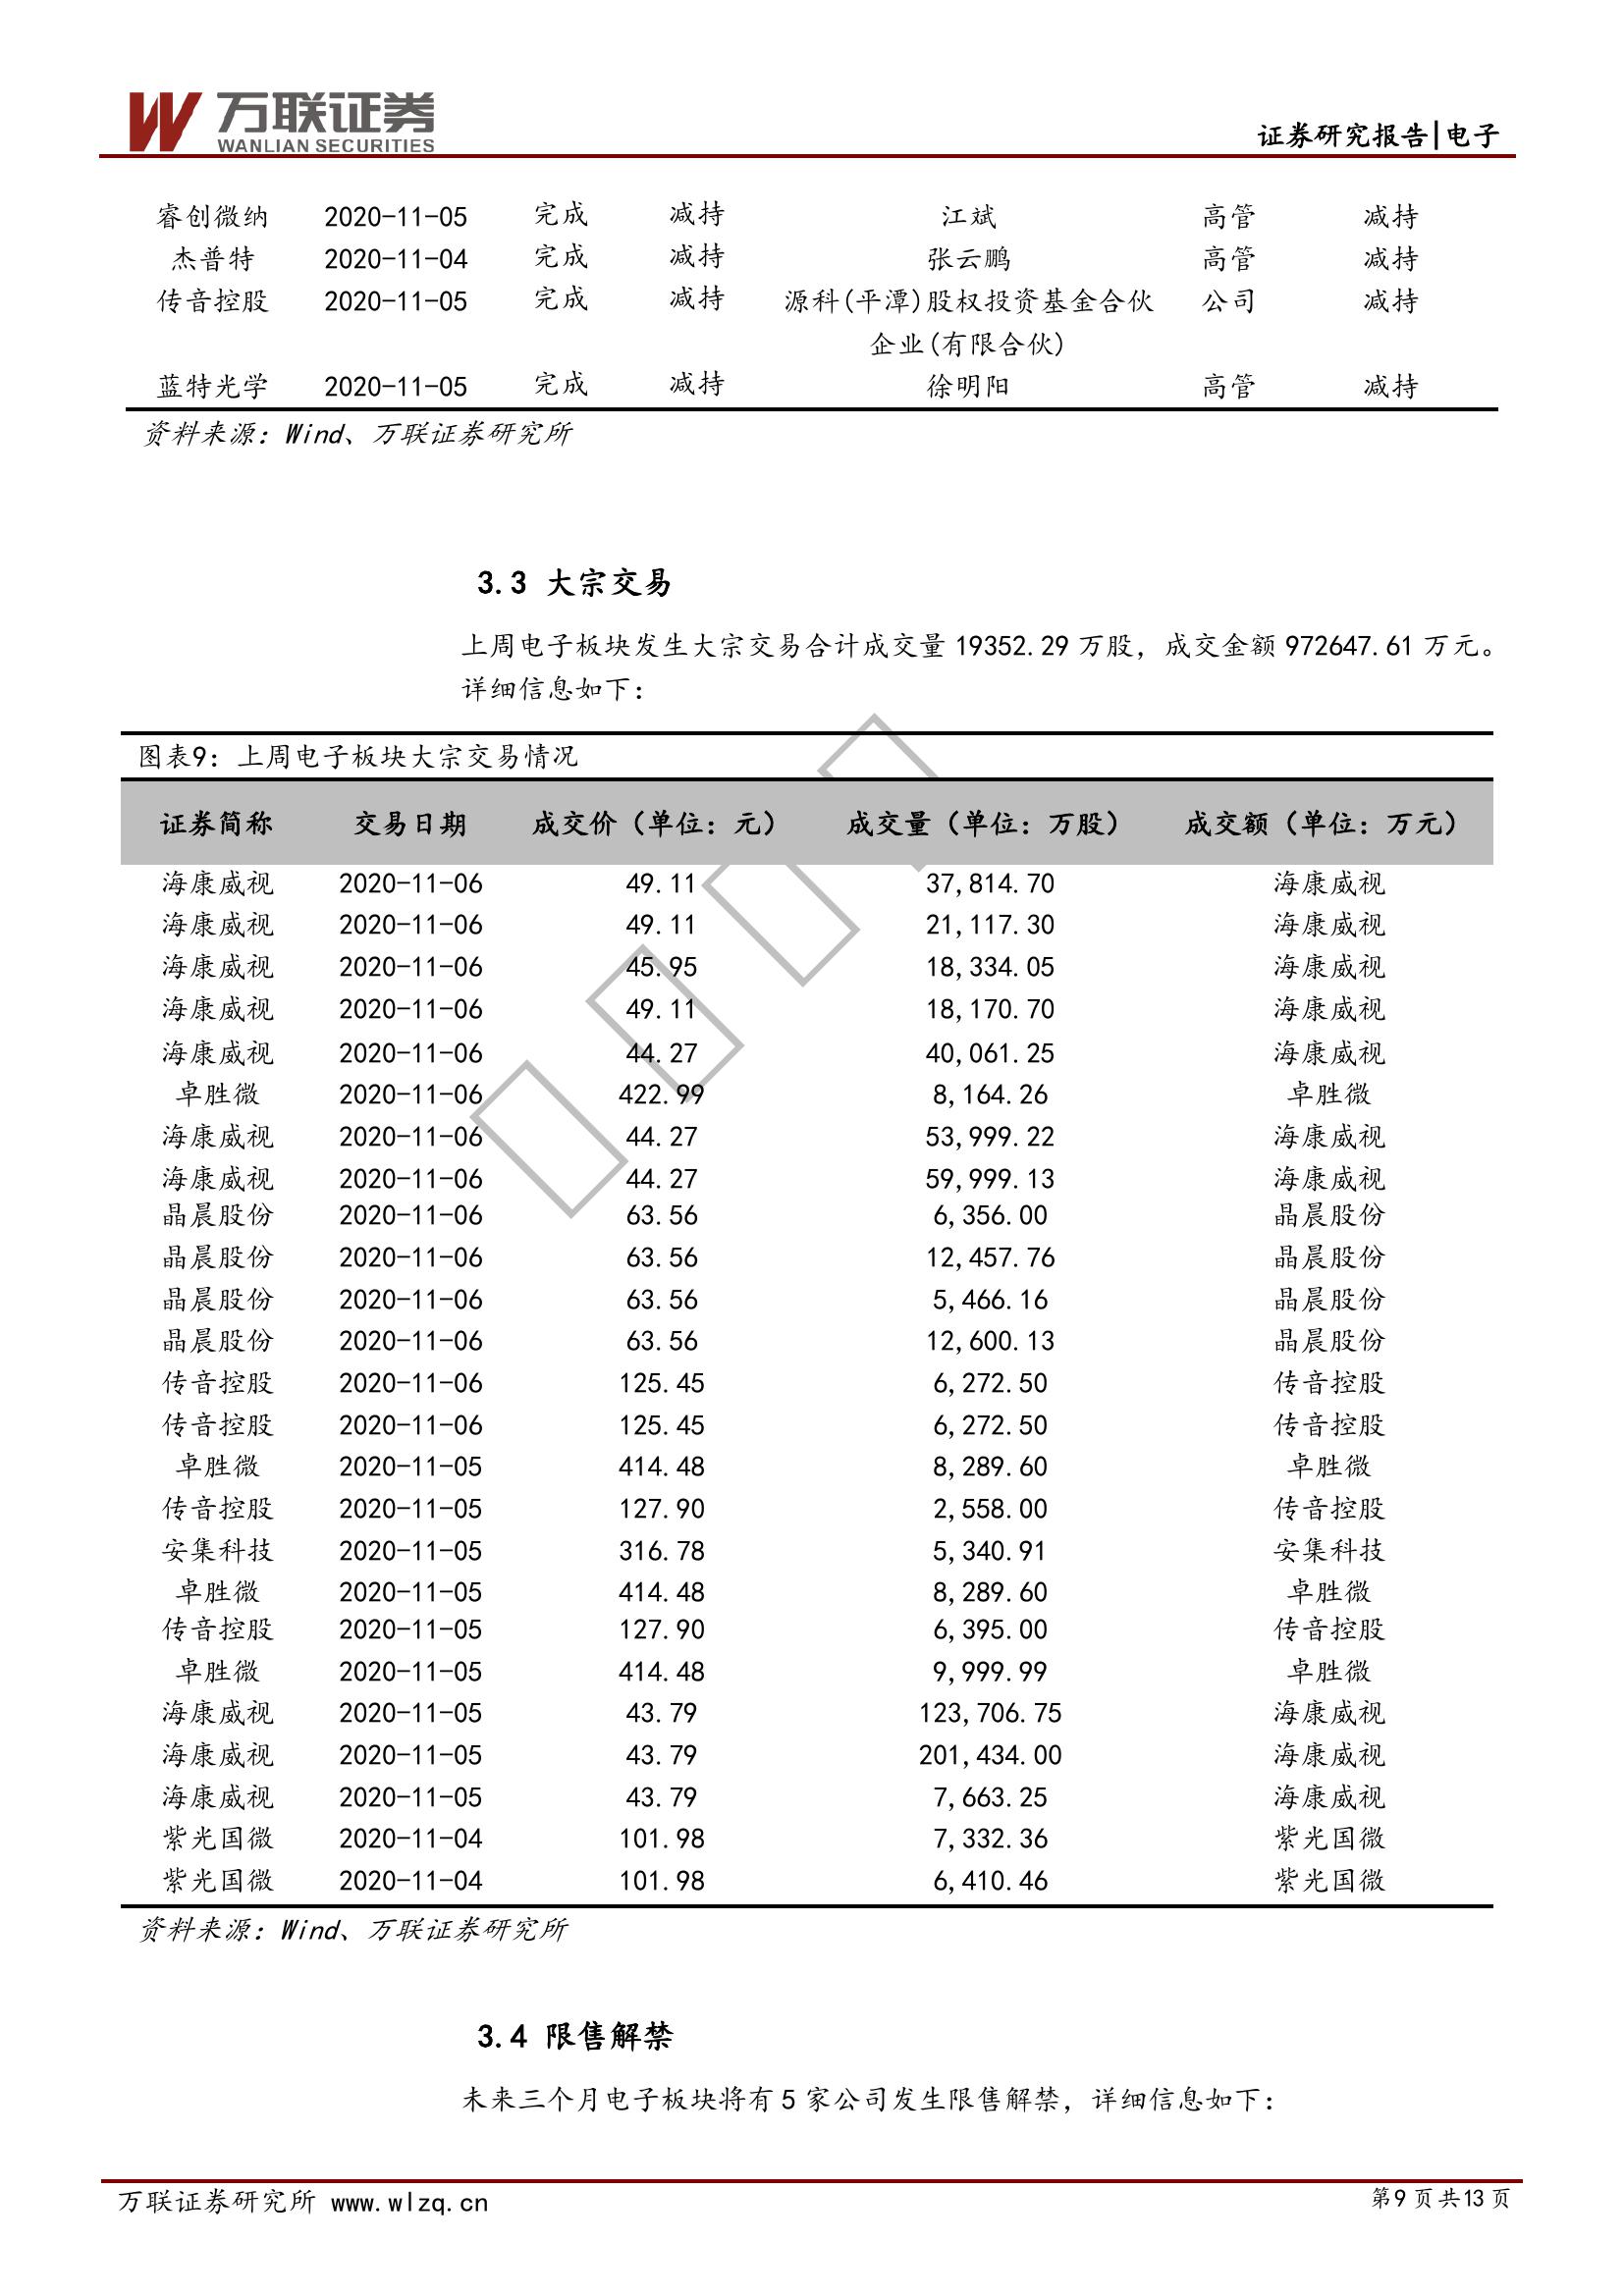 万联证券
WANLIAN SECURITIES
证券研究报告|电子
睿创微纳 2020-11-05 完成 减持 江斌 高管 减持
杰普特 2020-11-04 完成 减持 张云鹏 高管 减持
传音控股 2020-11-05 完成 减持 源科(平潭)股权投资基金合伙 公司 减持
企业(有限合伙)
蓝特光学 2020-11-05 完成 减持 徐明阳 高管 减持
资料来源：Wind、万联证券研究所
3.3 大宗交易
上周电子板块发生大宗交易合计成交量 19352.29 万股，成交金额 972647.61 万元。
详细信息如下：
图表9：上周电子板块大宗交易情况
证券简称 交易日期 成交价（单位：元） 成交量（单位：万股） 成交额（单位：万元）
海康威视 2020-11-06 49.11 37,814.70 海康威视
海康威视 2020-11-06 49.11 21,117.30 海康威视
海康威视 2020-11-06 45.95 18,334.05 海康威视
海康威视 2020-11-06 49.11 18,170.70 海康威视
海康威视 2020-11-06 44.27 40,061.25 海康威视
卓胜微 2020-11-06 422.99 8,164.26 卓胜微
海康威视 2020-11-06 44.27 53,999.22 海康威视
海康威视 2020-11-06 44.27 59,999.13 海康威视
晶晨股份 2020-11-06 63.56 6,356.00 晶晨股份
晶晨股份 2020-11-06 63.56 12,457.76 晶晨股份
晶晨股份 2020-11-06 63.56 5,466.16 晶晨股份
晶晨股份 2020-11-06 63.56 12,600.13 晶晨股份
传音控股 2020-11-06 125.45 6,272.50 传音控股
传音控股 2020-11-06 125.45 6,272.50 传音控股
卓胜微 2020-11-05 414.48 8,289.60 卓胜微
传音控股 2020-11-05 127.90 2,558.00 传音控股
安集科技 2020-11-05 316.78 5,340.91 安集科技
卓胜微 2020-11-05 414.48 8,289.60 卓胜微
传音控股 2020-11-05 127.90 6,395.00 传音控股
卓胜微 2020-11-05 414.48 9,999.99 卓胜微
海康威视 2020-11-05 43.79 123,706.75 海康威视
海康威视 2020-11-05 43.79 201,434.00 海康威视
海康威视 2020-11-05 43.79 7,663.25 海康威视
紫光国微 2020-11-04 101.98 7,332.36 紫光国微
紫光国微 2020-11-04 101.98 6,410.46 紫光国微
资料来源：Wind、万联证券研究所
3.4 限售解禁
未来三个月电子板块将有 5 家公司发生限售解禁，详细信息如下：
万联证券研究所 www.wlzq.cn 第 9 页 共 13 页